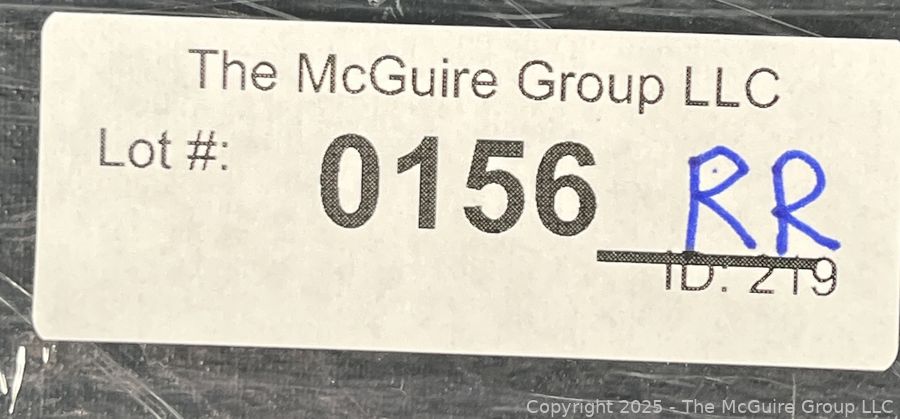 The McGuire Group LLC
Lot #: 0156 RR
ID: 219
Copyright 2025 - The McGuire Group LLC